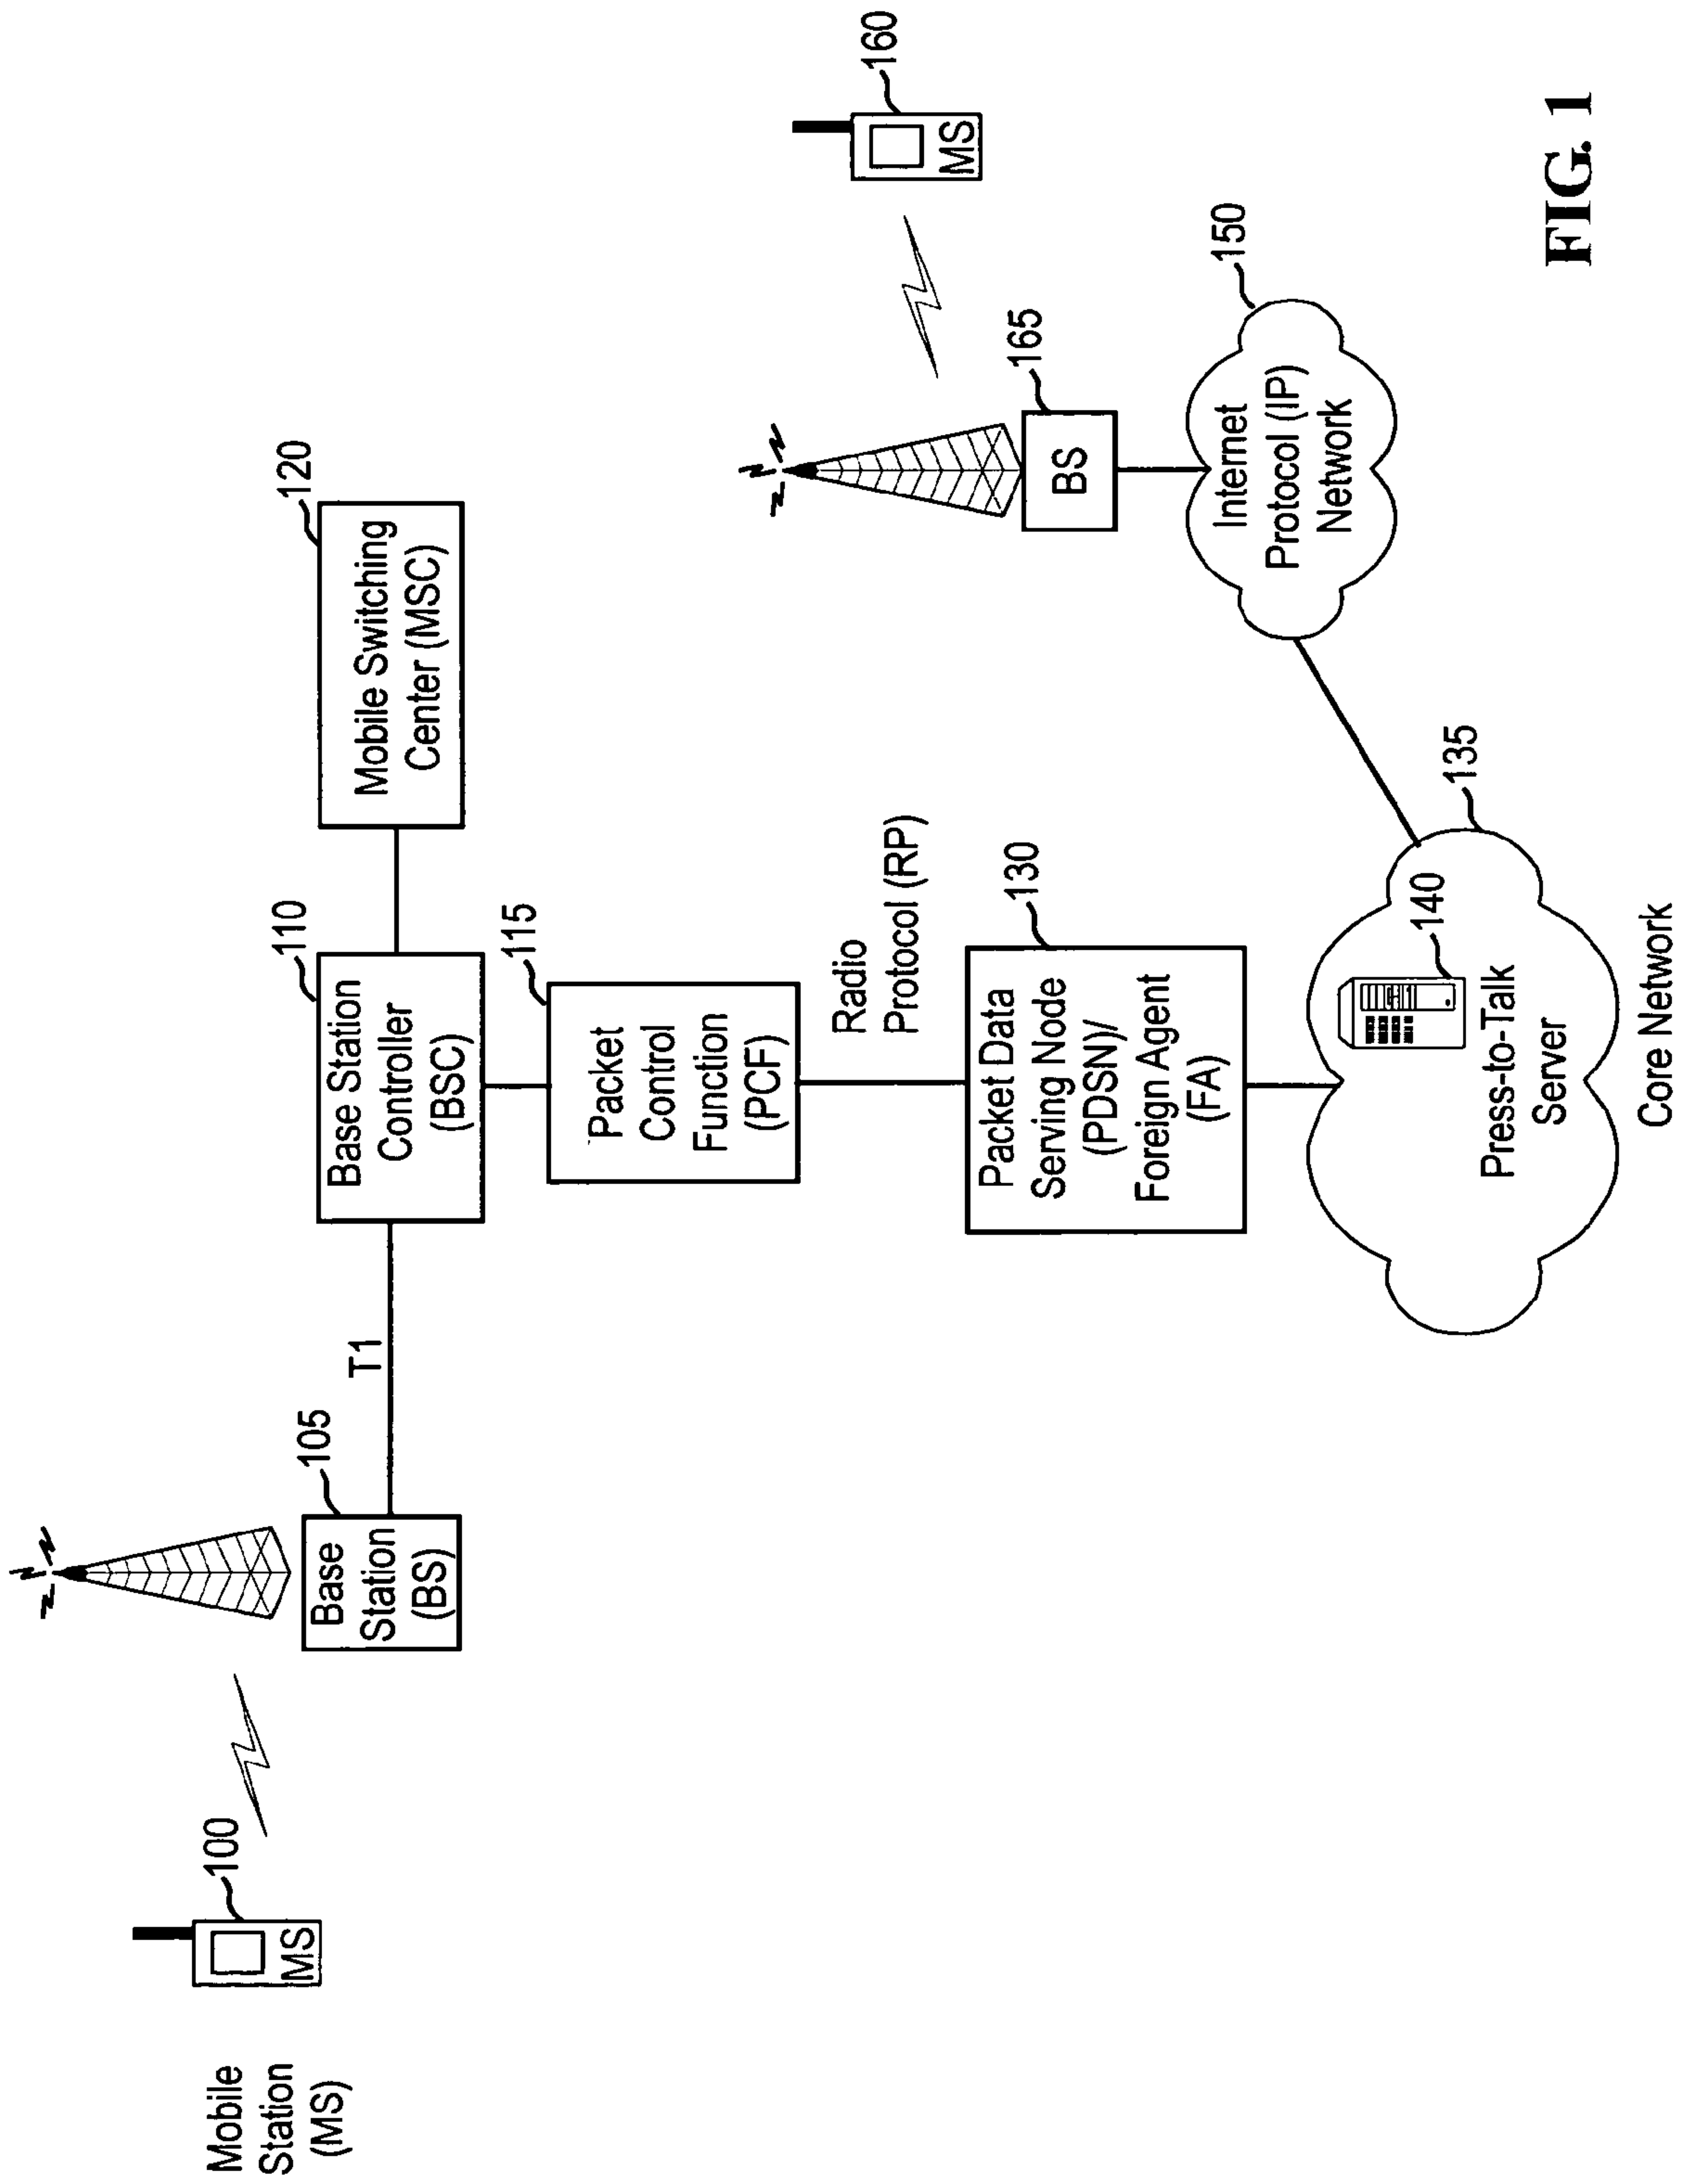 Mobile
Station
(MS)
100
MS
105
Base
Station
(BS)
T1
110
Base Station
Controller
(BSC)
120
Mobile Switching
Center (MSC)
115
Packet
Control
Function
(PCF)
Radio
Protocol (RP)
130
Packet Data
Serving Node
(PDSN)/
Foreign Agent
(FA)
135
140
Press-to-Talk
Server
Core Network
150
Internet
Protocol (IP)
Network
165
BS
160
MS
FIG. 1